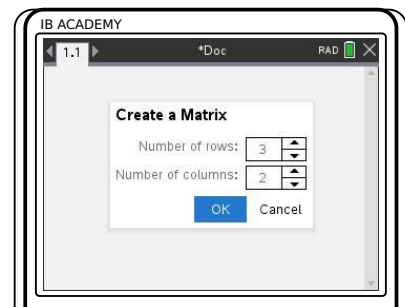 IB ACADEMY
1.1 *Doc RAD
Create a Matrix
Number of rows: 3
Number of columns: 2
OK Cancel